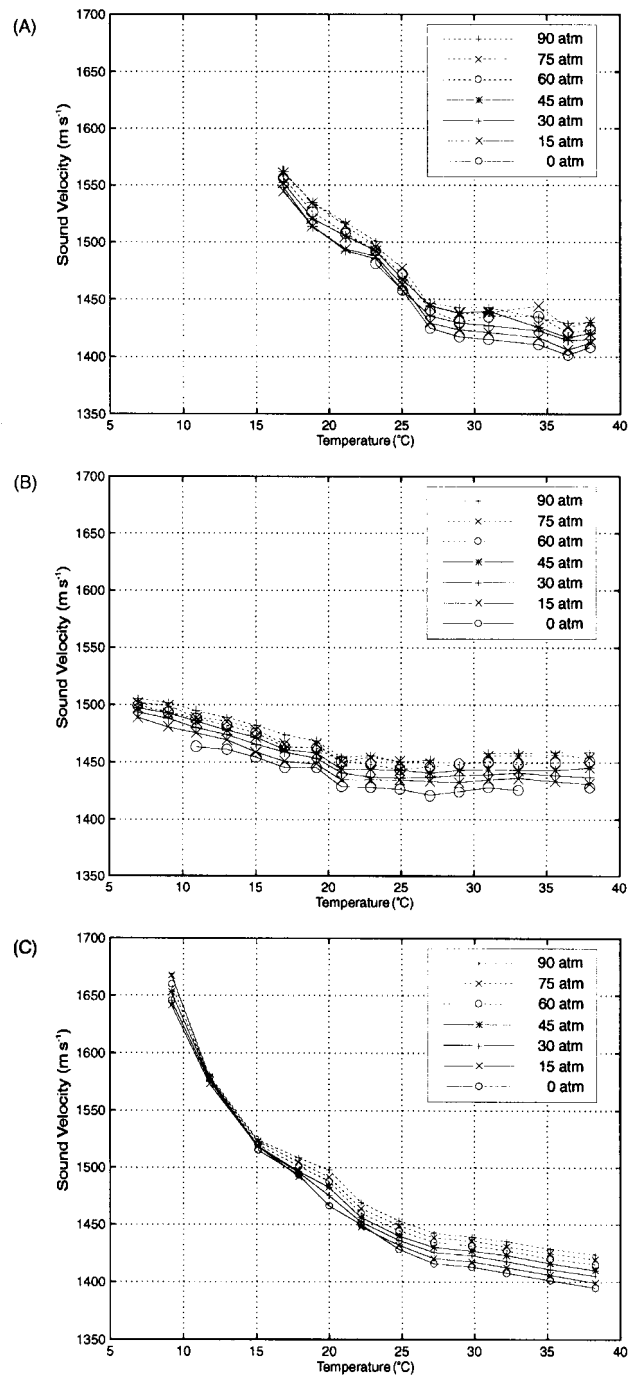 (A)
1700
1650
1600
1550
1500
1450
1400
1350
Sound Velocity (m s⁻¹)
90 atm
75 atm
60 atm
45 atm
30 atm
15 atm
0 atm
5 10 15 20 25 30 35 40
Temperature (°C)
(B)
1700
1650
1600
1550
1500
1450
1400
1350
Sound Velocity (m s⁻¹)
90 atm
75 atm
60 atm
45 atm
30 atm
15 atm
0 atm
5 10 15 20 25 30 35 40
Temperature (°C)
(C)
1700
1650
1600
1550
1500
1450
1400
1350
Sound Velocity (m s⁻¹)
90 atm
75 atm
60 atm
45 atm
30 atm
15 atm
0 atm
5 10 15 20 25 30 35 40
Temperature (°C)